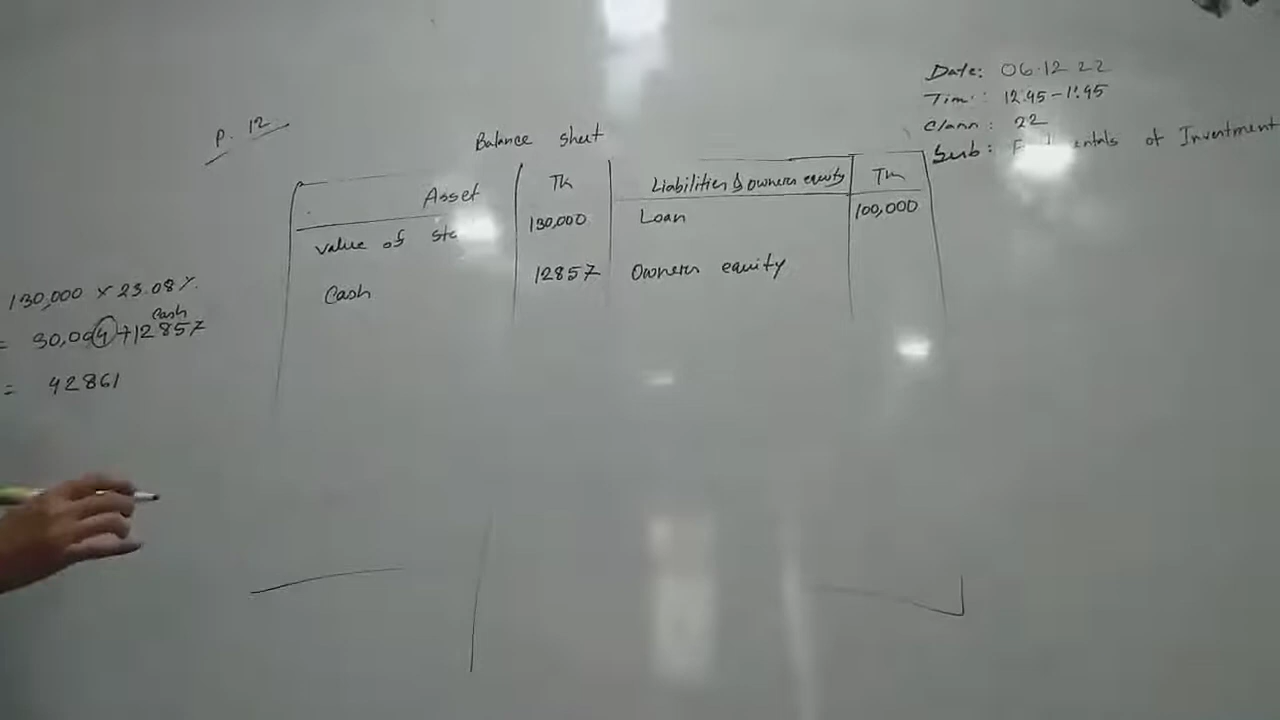 Date: 06.12.22
Tim: : 12.45-1:45
Class : 22
Sub: of Investment
P. 12
Balance sheet
Asset Tk Liabilities & owners equity Tk
value of 130,000 Loan 100,000
Cash 12857 Owners equity
130,000 × 23.08%.
cash
= 30,004+12857
= 42861